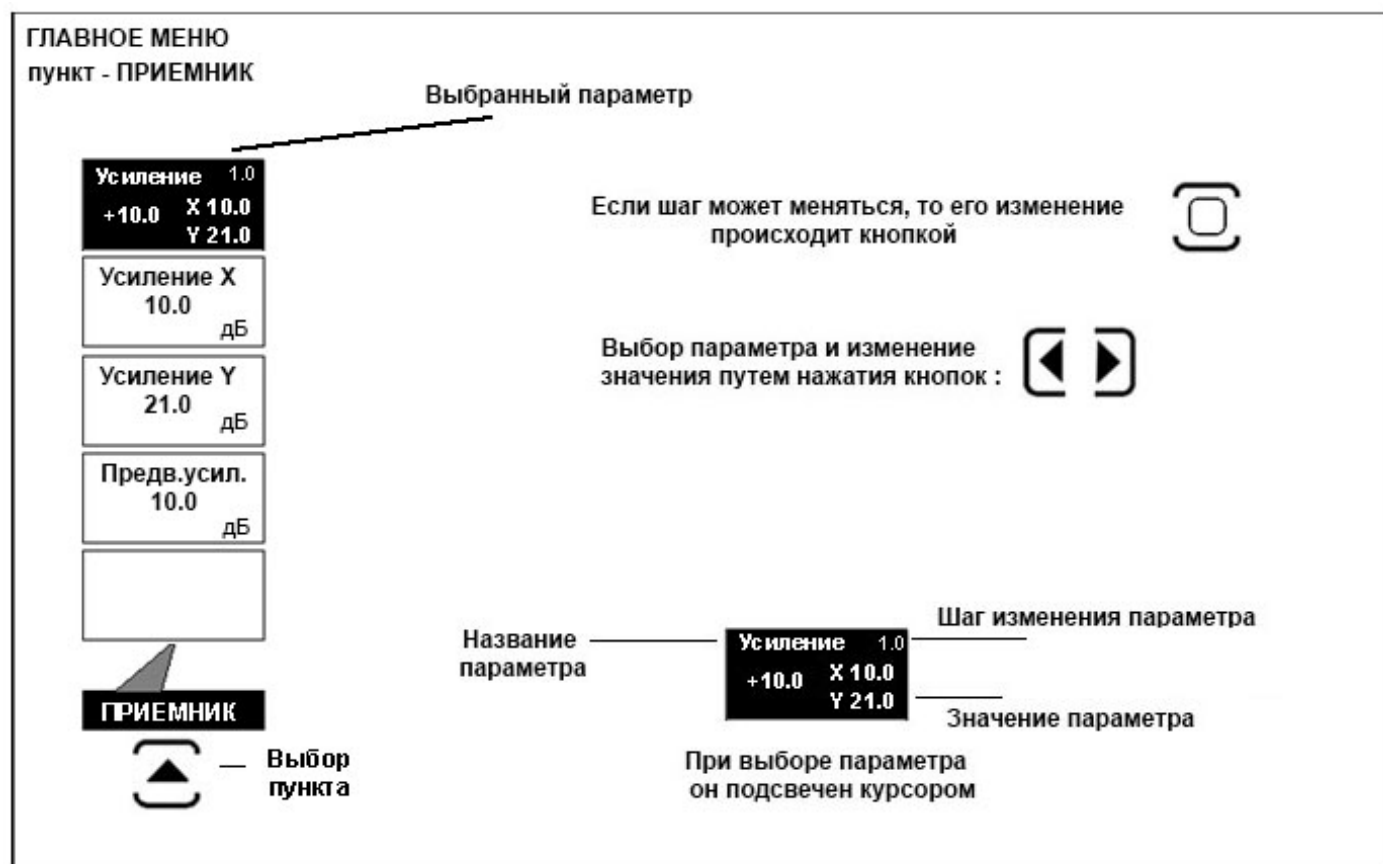 ГЛАВНОЕ МЕНЮ
пункт - ПРИЕМНИК
Выбранный параметр
Усиление 1.0
+10.0 X 10.0
Y 21.0
Усиление X
10.0
дБ
Усиление Y
21.0
дБ
Предв.усил.
10.0
дБ
ПРИЕМНИК
Выбор
пункта
Если шаг может меняться, то его изменение
происходит кнопкой
Выбор параметра и изменение
значения путем нажатия кнопок :
Название
параметра
Усиление 1.0
+10.0 X 10.0
Y 21.0
Шаг изменения параметра
Значение параметра
При выборе параметра
он подсвечен курсором